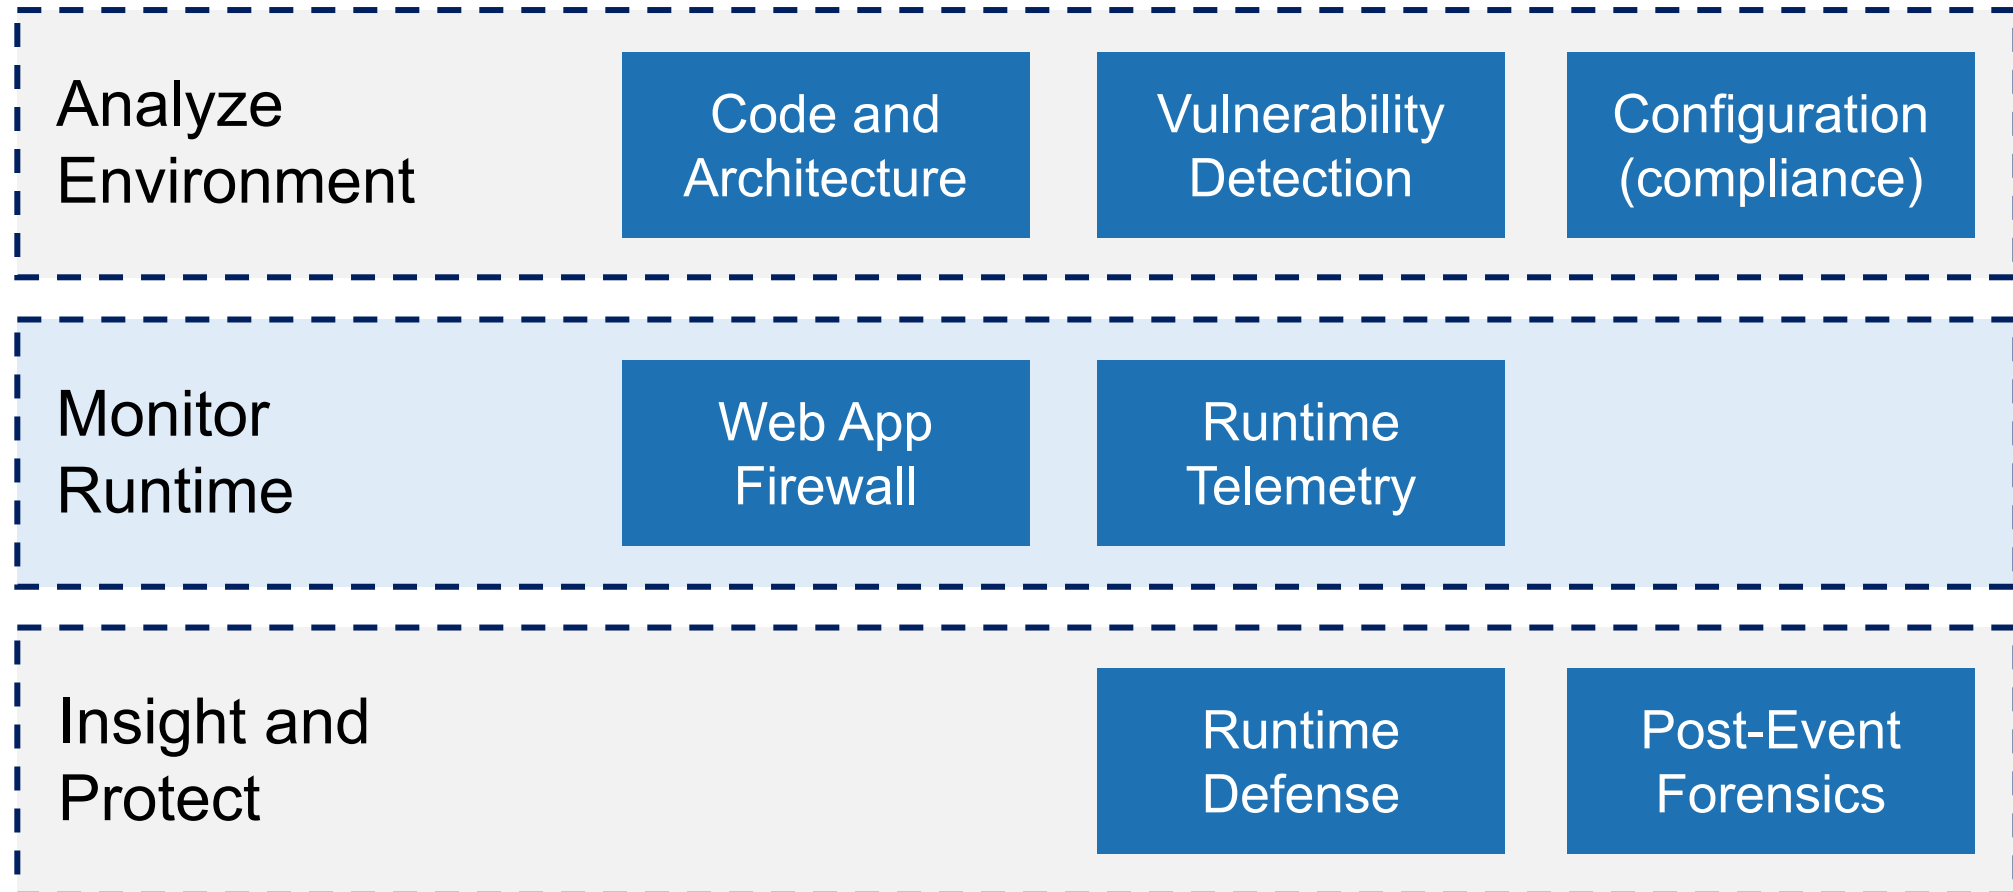 Analyze
Environment
Code and
Architecture
Vulnerability
Detection
Configuration
(compliance)
Monitor
Runtime
Web App
Firewall
Runtime
Telemetry
Insight and
Protect
Runtime
Defense
Post-Event
Forensics